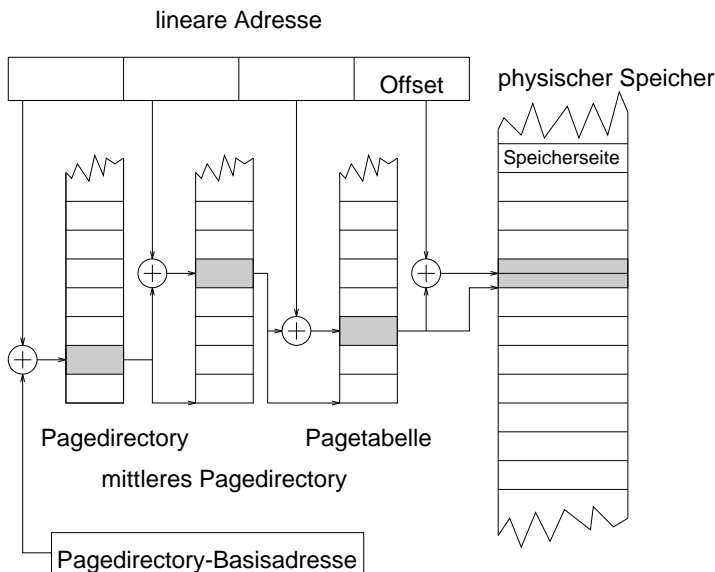 lineare Adresse
Offset
physischer Speicher
Speicherseite
Pagedirectory
Pagetabelle
mittleres Pagedirectory
Pagedirectory-Basisadresse